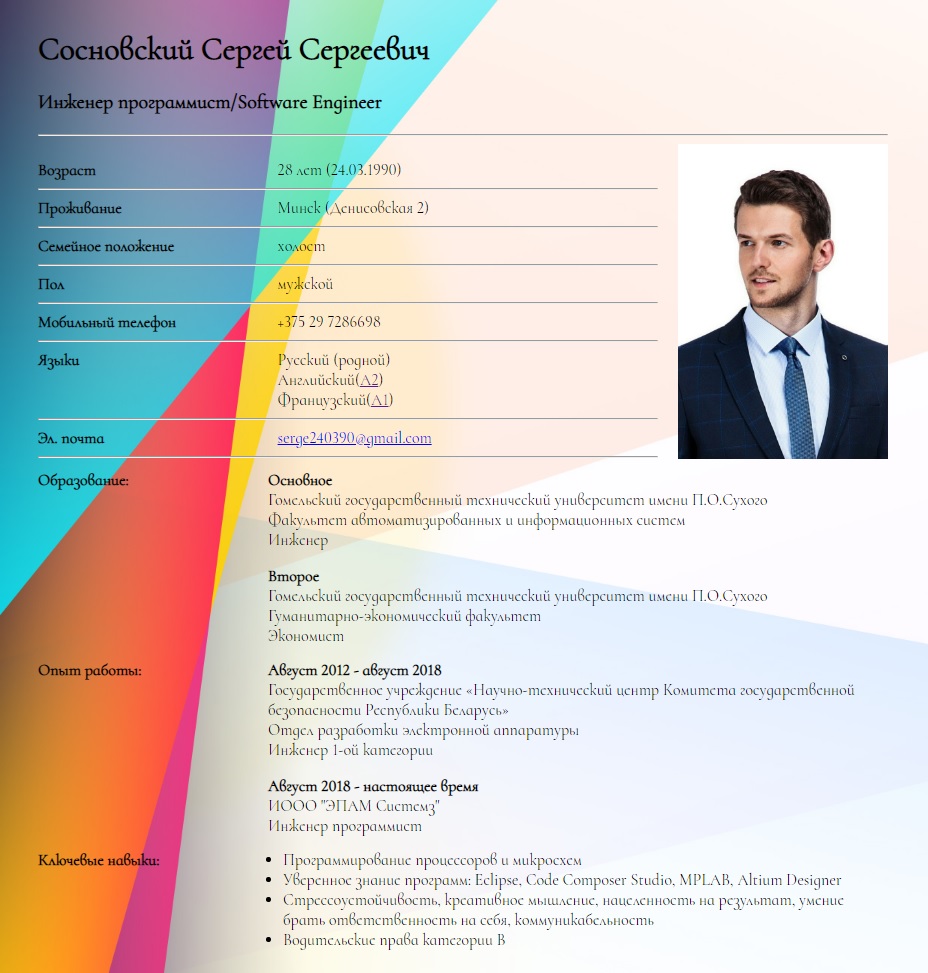 Сосновский Сергей Сергеевич
Инженер программист/Software Engineer
Возраст 28 лет (24.03.1990)
Проживание Минск (Денисовская 2)
Семейное положение холост
Пол мужской
Мобильный телефон +375 29 7286698
Языки Русский (родной)
Английский(A2)
Французский(A1)
Эл. почта serge240390@gmail.com
Образование: Основное
Гомельский государственный технический университет имени П.О.Сухого
Факультет автоматизированных и информационных систем
Инженер
Второе
Гомельский государственный технический университет имени П.О.Сухого
Гуманитарно-экономический факультет
Экономист
Опыт работы: Август 2012 - август 2018
Государственное учреждение «Научно-технический центр Комитета государственной
безопасности Республики Беларусь»
Отдел разработки электронной аппаратуры
Инженер 1-ой категории
Август 2018 - настоящее время
ИООО "ЭПАМ Системз"
Инженер программист
Ключевые навыки: • Программирование процессоров и микросхем
• Уверенное знание программ: Eclipse, Code Composer Studio, MPLAB, Altium Designer
• Стрессоустойчивость, креативное мышление, нацеленность на результат, умение
брать ответственность на себя, коммуникабельность
• Водительские права категории B